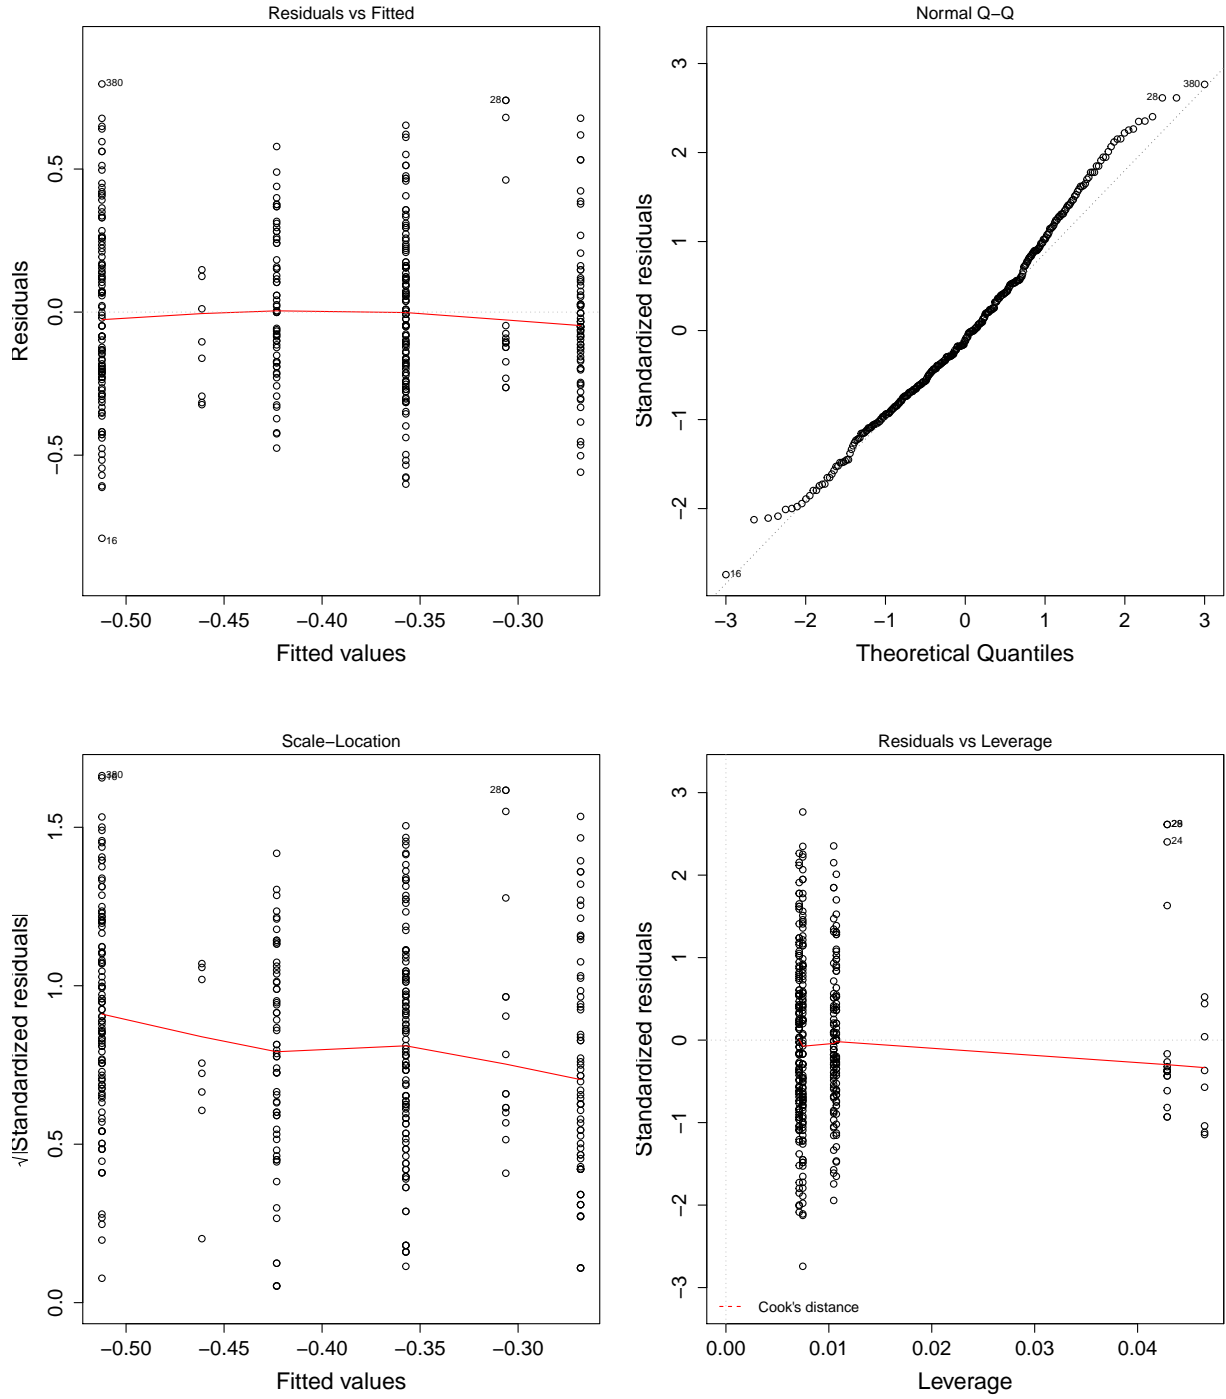 Residuals vs Fitted
Residuals
0.5
0.0
−0.5
380
28
16
−0.50 −0.45 −0.40 −0.35 −0.30
Fitted values
Normal Q−Q
Standardized residuals
3
2
1
0
−1
−2
28
380
16
−3 −2 −1 0 1 2 3
Theoretical Quantiles
Scale−Location
√|Standardized residuals|
1.5
1.0
0.5
0.0
380
28
−0.50 −0.45 −0.40 −0.35 −0.30
Fitted values
Residuals vs Leverage
Standardized residuals
3
2
1
0
−1
−2
−3
24
Cook's distance
0.00 0.01 0.02 0.03 0.04
Leverage